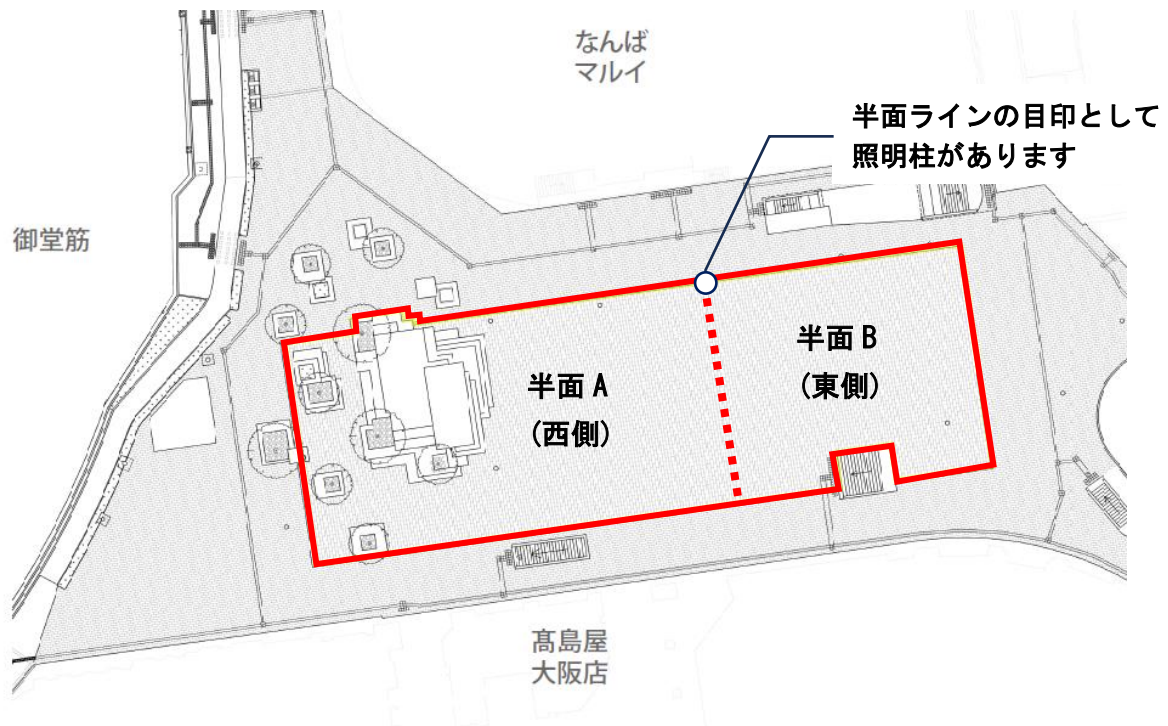 なんば
マルイ
半面ラインの目印として
照明柱があります
御堂筋
半面 B
(東側)
半面 A
(西側)
髙島屋
大阪店